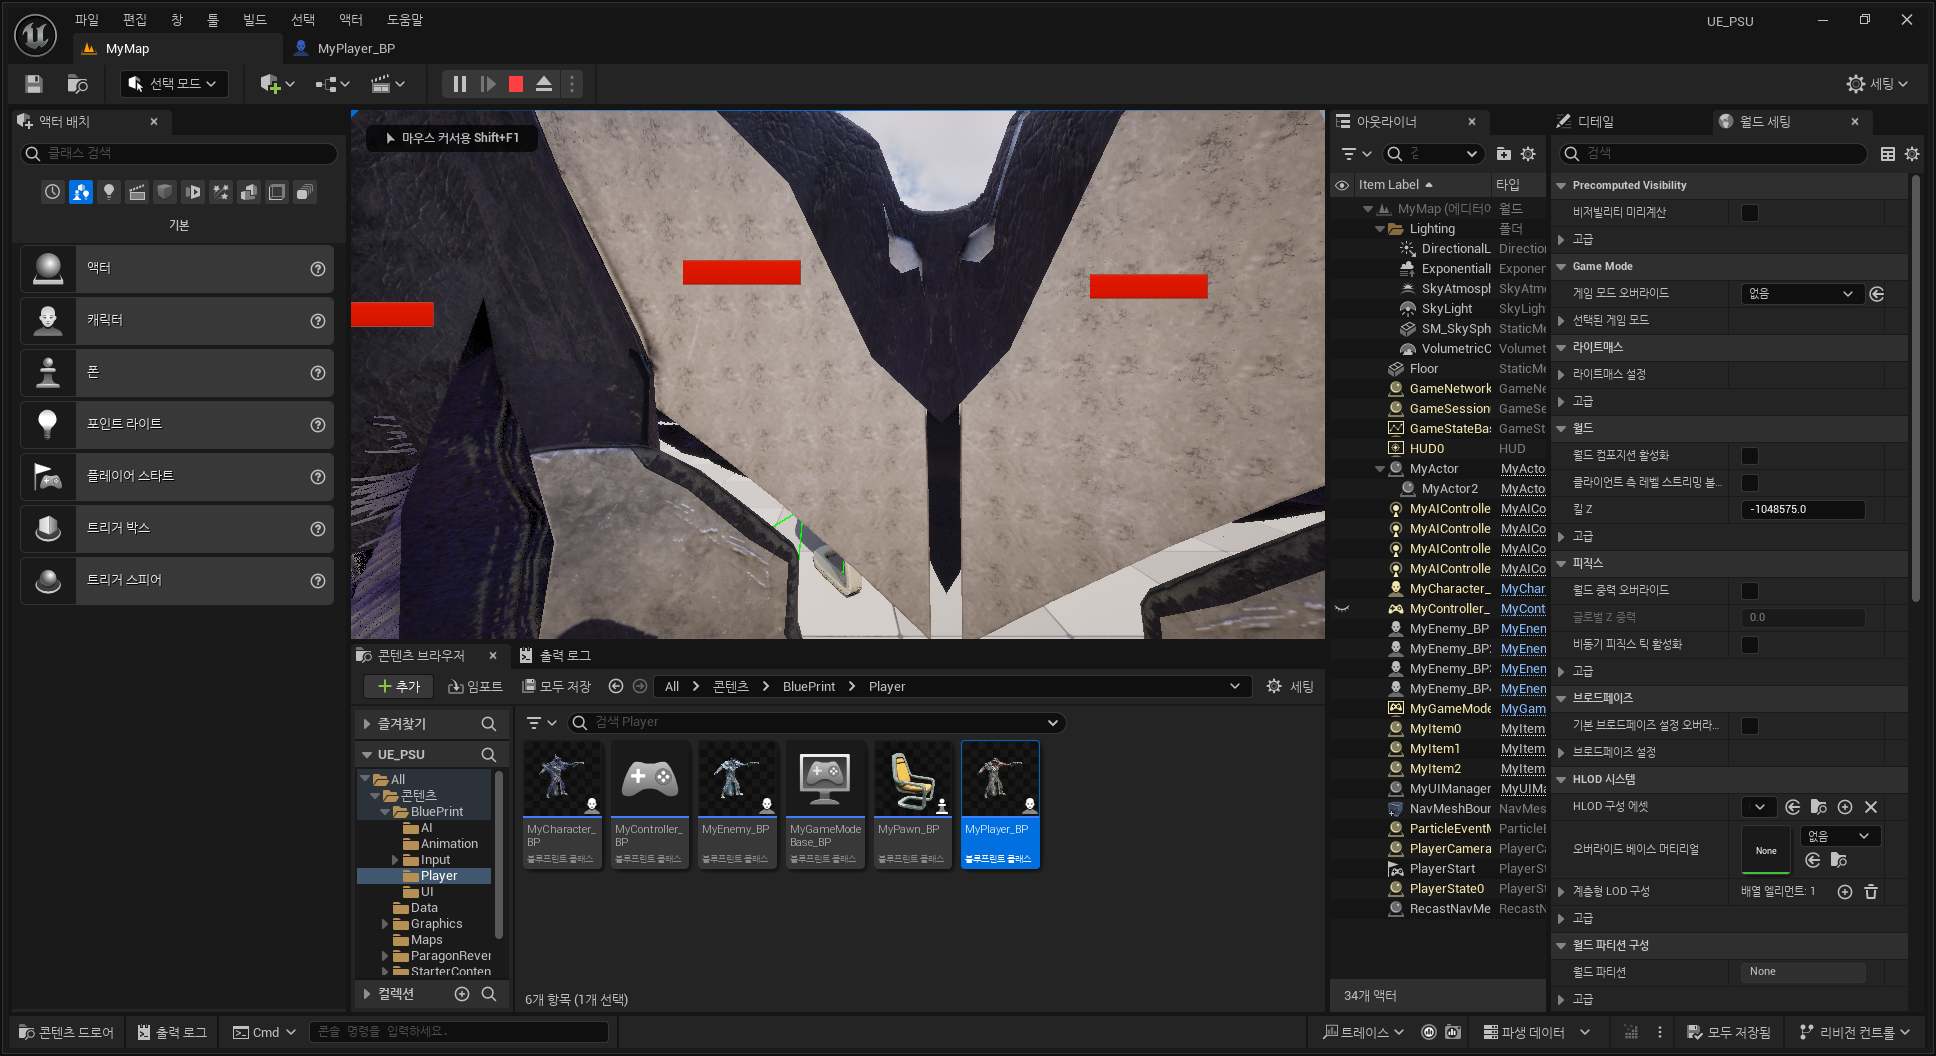 파일 편집 창 툴 빌드 선택 액터 도움말
UE_PSU
MyMap
MyPlayer_BP
선택 모드
세팅
액터 배치
클래스 검색
기본
액터
캐릭터
폰
포인트 라이트
플레이어 스타트
트리거 박스
트리거 스피어
마우스 커서용 Shift+F1
콘텐츠 브라우저
출력 로그
추가
임포트
모두 저장
All > 콘텐츠 > BluePrint > Player
세팅
즐겨찾기
UE_PSU
All
콘텐츠
BluePrint
AI
Animation
Input
Player
UI
Data
Graphics
Maps
ParagonRever
StarterConten
컬렉션
검색 Player
MyCharacter_
BP
블루프린트 클래스
MyController_
BP
블루프린트 클래스
MyEnemy_BP
블루프린트 클래스
MyGameMode
Base_BP
블루프린트 클래스
MyPawn_BP
블루프린트 클래스
MyPlayer_BP
블루프린트 클래스
6개 항목 (1개 선택)
아웃라이너
Item Label 타입
MyMap (에디터 월드
Lighting 폴더
DirectionalL Direction
ExponentialH Exponen
SkyAtmosph SkyAtmo
SkyLight SkyLigh
SM_SkySph StaticMe
VolumetricC Volumet
Floor StaticMe
GameNetwork GameNe
GameSession GameSe
GameStateBa GameSt
HUD0 HUD
MyActor MyActo
MyActor2 MyActo
MyAIControlle MyAICo
MyAIControlle MyAICo
MyAIControlle MyAICo
MyAIControlle MyAICo
MyCharacter_ MyChar
MyController_ MyCont
MyEnemy_BP MyEnem
MyEnemy_BP MyEnem
MyEnemy_BP MyEnem
MyEnemy_BP MyEnem
MyGameMode MyGam
MyItem0 MyItem
MyItem1 MyItem
MyItem2 MyItem
MyUIManager MyUIMa
NavMeshBour NavMes
ParticleEventM ParticleE
PlayerCamera PlayerCa
PlayerStart PlayerSt
PlayerState0 PlayerSt
RecastNavMe RecastN
34개 액터
디테일
월드 세팅
검색
Precomputed Visibility
비저빌리티 미리계산
고급
Game Mode
게임 모드 오버라이드 없음
선택된 게임 모드
라이트매스
라이트매스 설정
고급
월드
월드 컴포지션 활성화
클라이언트 측 레벨 스트리밍 볼...
킬 Z -1048575.0
고급
피직스
월드 중력 오버라이드
글로벌 Z 중력 0.0
비동기 피직스 틱 활성화
고급
브로드페이즈
기본 브로드페이즈 설정 오버라...
브로드페이즈 설정
HLOD 시스템
HLOD 구성 에셋
오버라이드 베이스 머티리얼 None 없음
계층형 LOD 구성 배열 엘리먼트: 1
고급
월드 파티션 구성
월드 파티션 None
고급
콘텐츠 드로어
출력 로그
Cmd
콘솔 명령을 입력하세요.
트레이스
파생 데이터
모두 저장됨
리비전 컨트롤